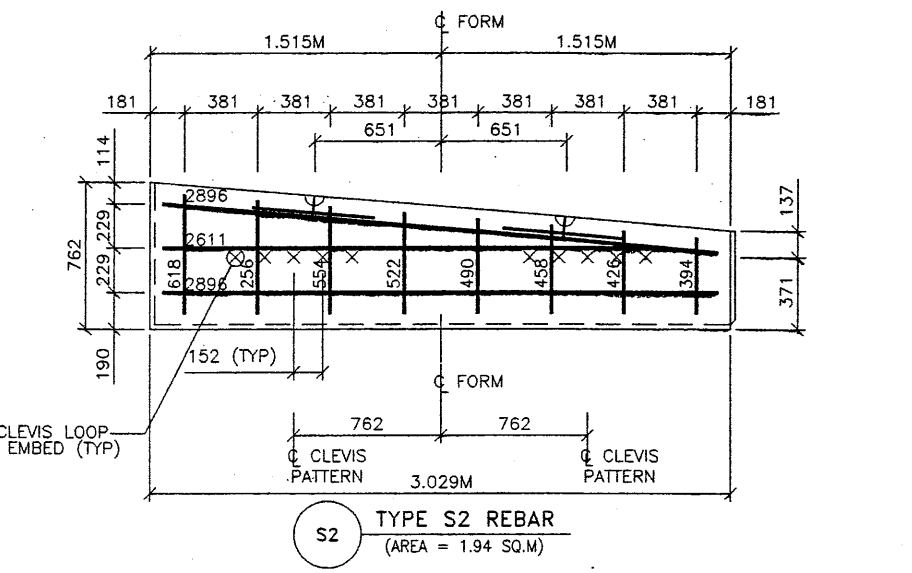 ℄ FORM
1.515M 1.515M
181 381 381 381 381 381 381 381 181
651 651
114
229
762
229
190
137
371
2896
2611
2896
618 256 554 522 490 458 426 394
152 (TYP)
℄ FORM
CLEVIS LOOP
EMBED (TYP)
762 762
℄ CLEVIS
PATTERN
℄ CLEVIS
PATTERN
3.029M
S2
TYPE S2 REBAR
(AREA = 1.94 SQ.M)